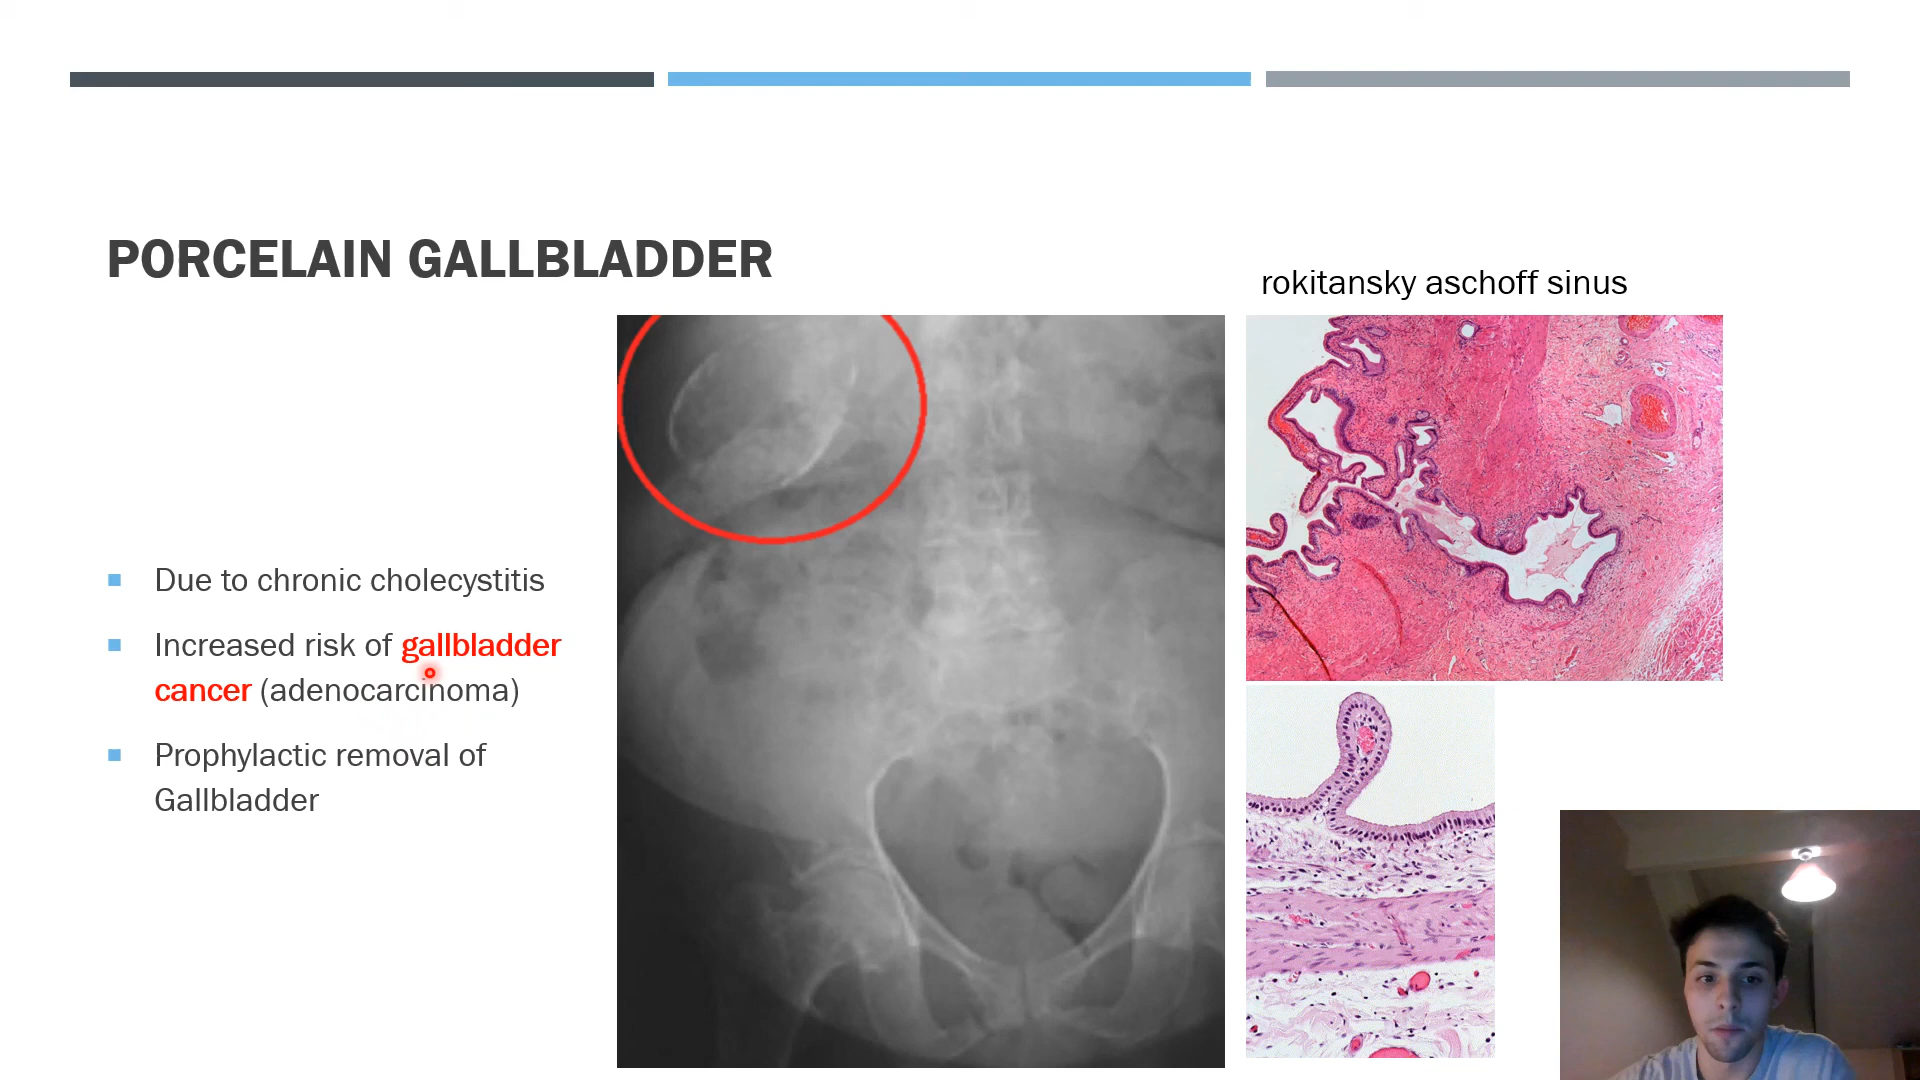 PORCELAIN GALLBLADDER
rokitansky aschoff sinus
Due to chronic cholecystitis
Increased risk of gallbladder
cancer (adenocarcinoma)
Prophylactic removal of
Gallbladder